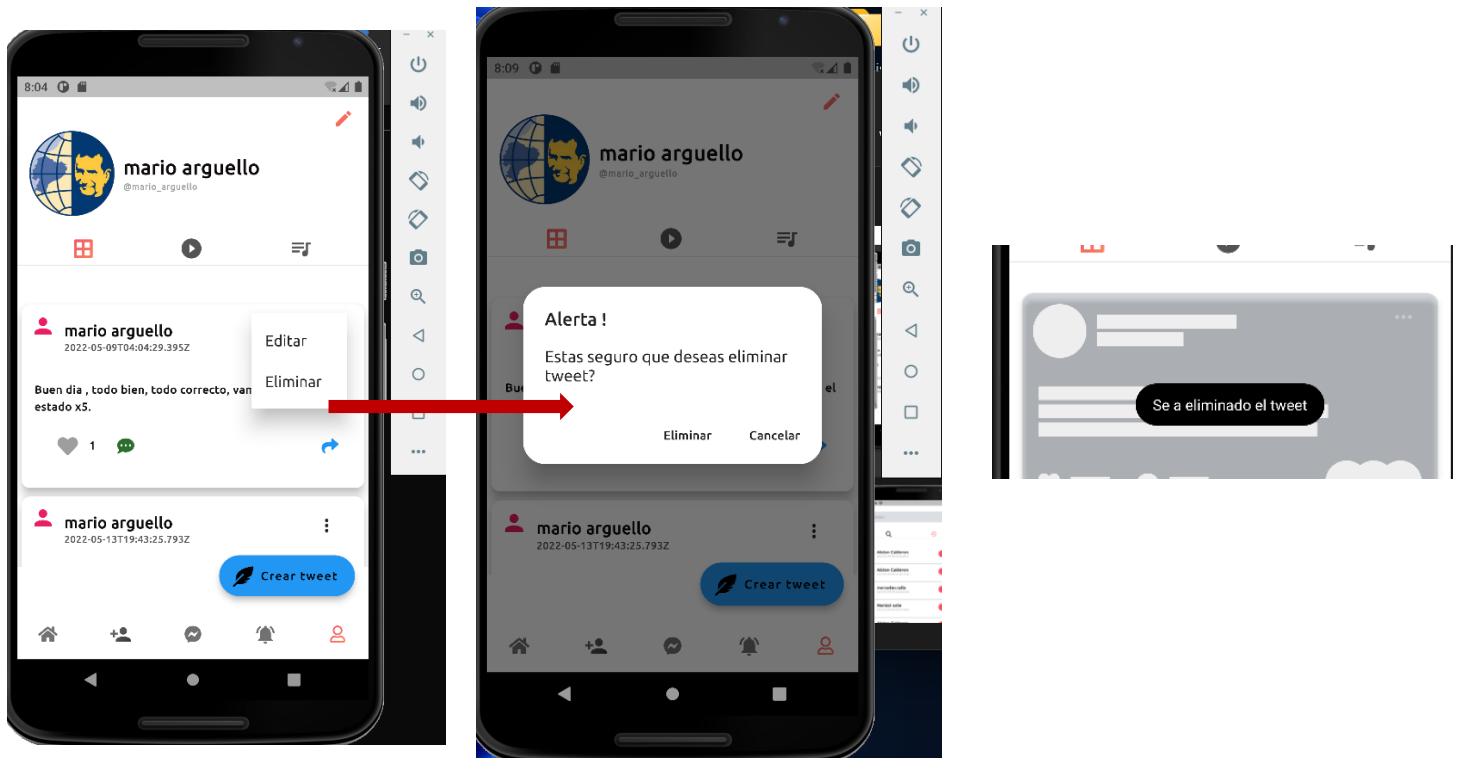 8:04
mario arguello
@mario_arguello
mario arguello
2022-05-09T04:04:29.395Z
Editar
Eliminar
Buen dia , todo bien, todo correcto, van
estado x5.
1
mario arguello
2022-05-13T19:43:25.793Z
Crear tweet
8:09
mario arguello
@mario_arguello
Alerta !
Estas seguro que deseas eliminar
tweet?
Bue
el
Eliminar
Cancelar
mario arguello
2022-05-13T19:43:25.793Z
Crear tweet
Se a eliminado el tweet